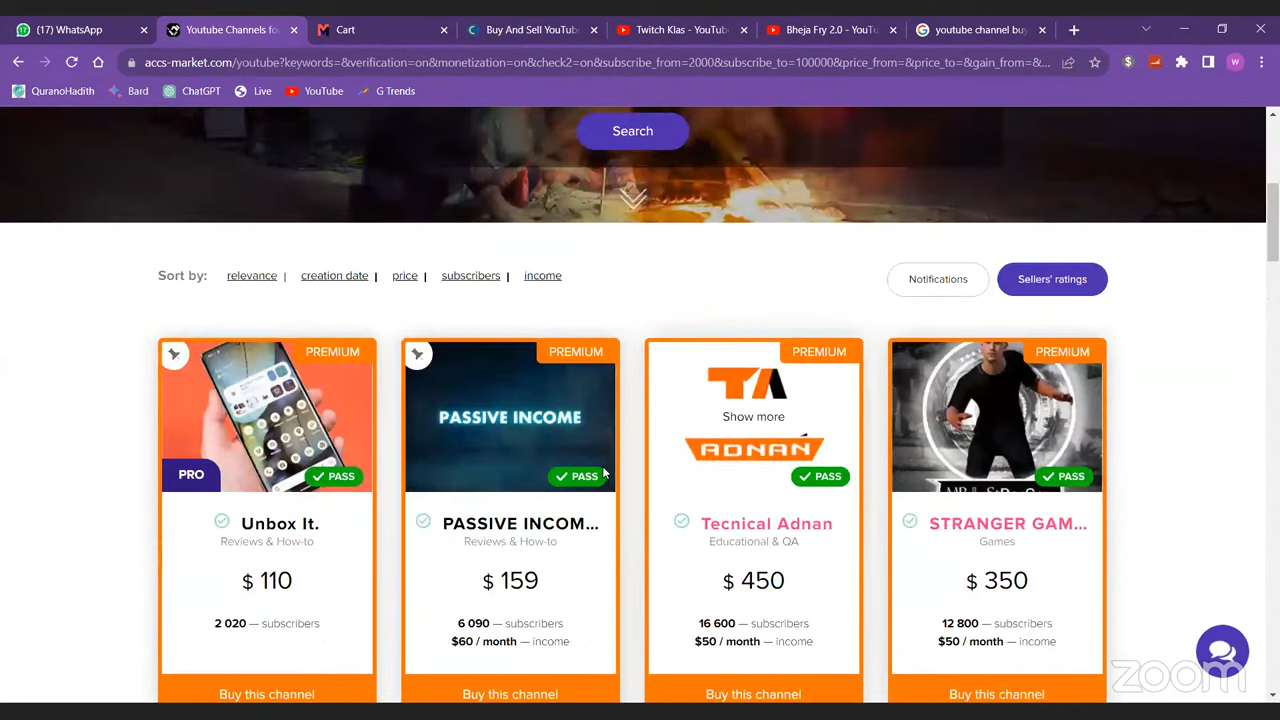 (17) WhatsApp
Youtube Channels fo
Cart
Buy And Sell YouTub
Twitch Klas - YouTub
Bheja Fry 2.0 - YouTu
youtube channel buy
accs-market.com/youtube?keywords=&verification=on&monetization=on&check2=on&subscribe_from=2000&subscribe_to=100000&price_from=&price_to=&gain_from=&...
W
QuranoHadith
Bard
ChatGPT
Live
YouTube
G Trends
Search
Sort by: relevance | creation date | price | subscribers | income
Notifications
Sellers' ratings
PREMIUM
PRO
PASS
Unbox It.
Reviews & How-to
$ 110
2 020 — subscribers
Buy this channel
PREMIUM
PASSIVE INCOME
PASS
PASSIVE INCOM...
Reviews & How-to
$ 159
6 090 — subscribers
$60 / month — income
Buy this channel
PREMIUM
TA
Show more
ADNAN
PASS
Tecnical Adnan
Educational & QA
$ 450
16 600 — subscribers
$50 / month — income
Buy this channel
PREMIUM
PASS
STRANGER GAM...
Games
$ 350
12 800 — subscribers
$50 / month — income
Buy this channel
zoom